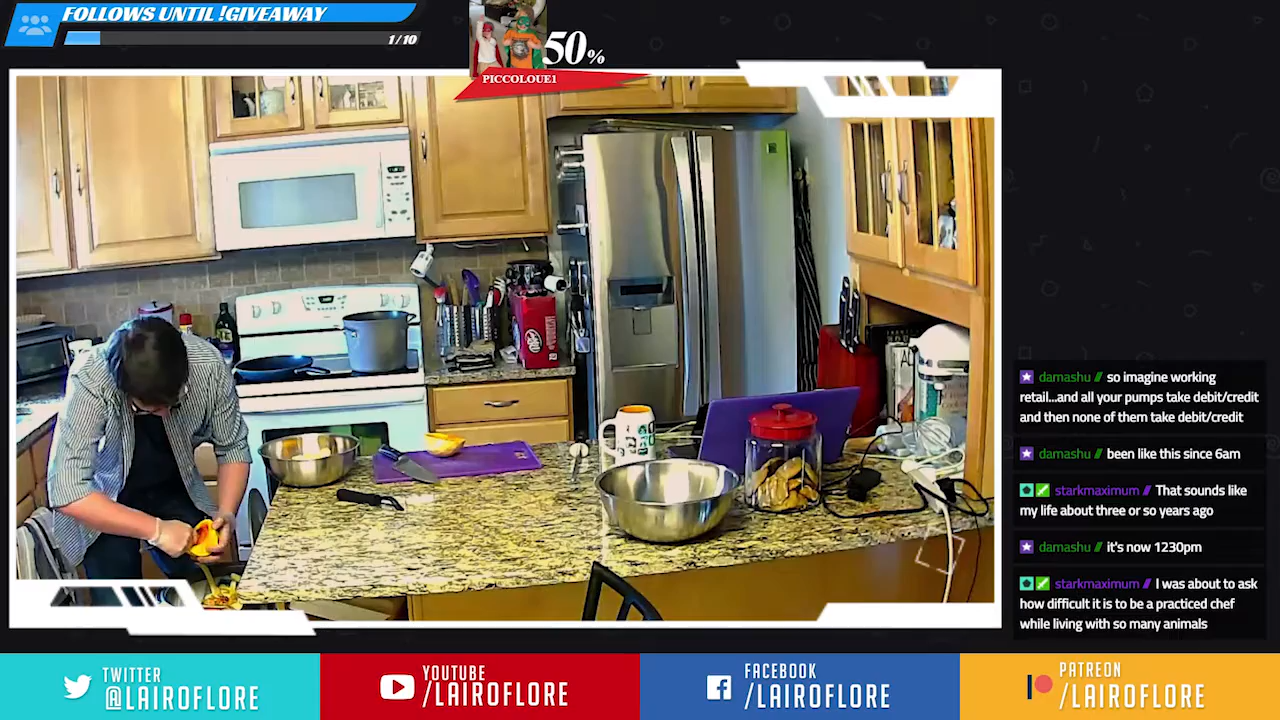 FOLLOWS UNTIL !GIVEAWAY
1/10
50%
PICCOLOUE1
damashu // so imagine working
retail...and all your pumps take debit/credit
and then none of them take debit/credit
damashu // been like this since 6am
starkmaximum // That sounds like
my life about three or so years ago
damashu // it's now 1230pm
starkmaximum // I was about to ask
how difficult it is to be a practiced chef
while living with so many animals
TWITTER
@LAIROFLORE
YOUTUBE
/LAIROFLORE
FACEBOOK
/LAIROFLORE
PATREON
/LAIROFLORE